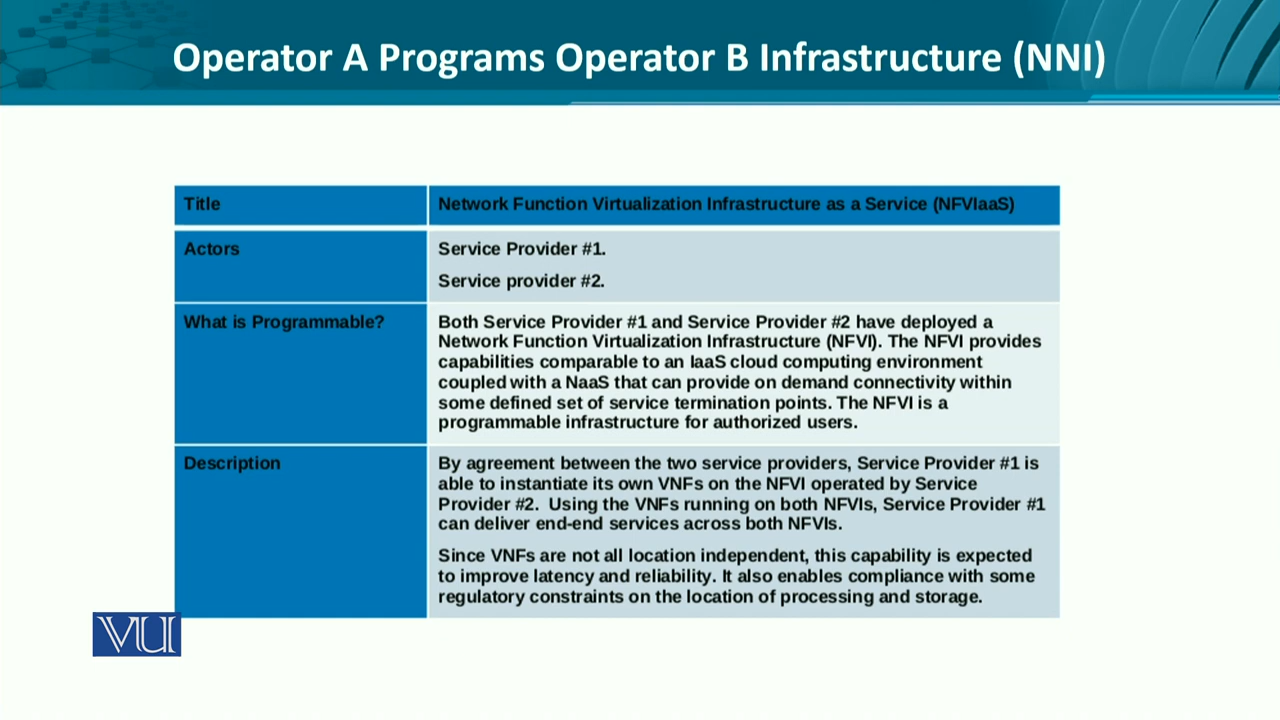 Operator A Programs Operator B Infrastructure (NNI)
Title
Network Function Virtualization Infrastructure as a Service (NFVIaaS)
Actors
Service Provider #1.
Service provider #2.
What is Programmable?
Both Service Provider #1 and Service Provider #2 have deployed a
Network Function Virtualization Infrastructure (NFVI). The NFVI provides
capabilities comparable to an IaaS cloud computing environment
coupled with a NaaS that can provide on demand connectivity within
some defined set of service termination points. The NFVI is a
programmable infrastructure for authorized users.
Description
By agreement between the two service providers, Service Provider #1 is
able to instantiate its own VNFs on the NFVI operated by Service
Provider #2. Using the VNFs running on both NFVIs, Service Provider #1
can deliver end-end services across both NFVIs.
Since VNFs are not all location independent, this capability is expected
to improve latency and reliability. It also enables compliance with some
regulatory constraints on the location of processing and storage.
VU